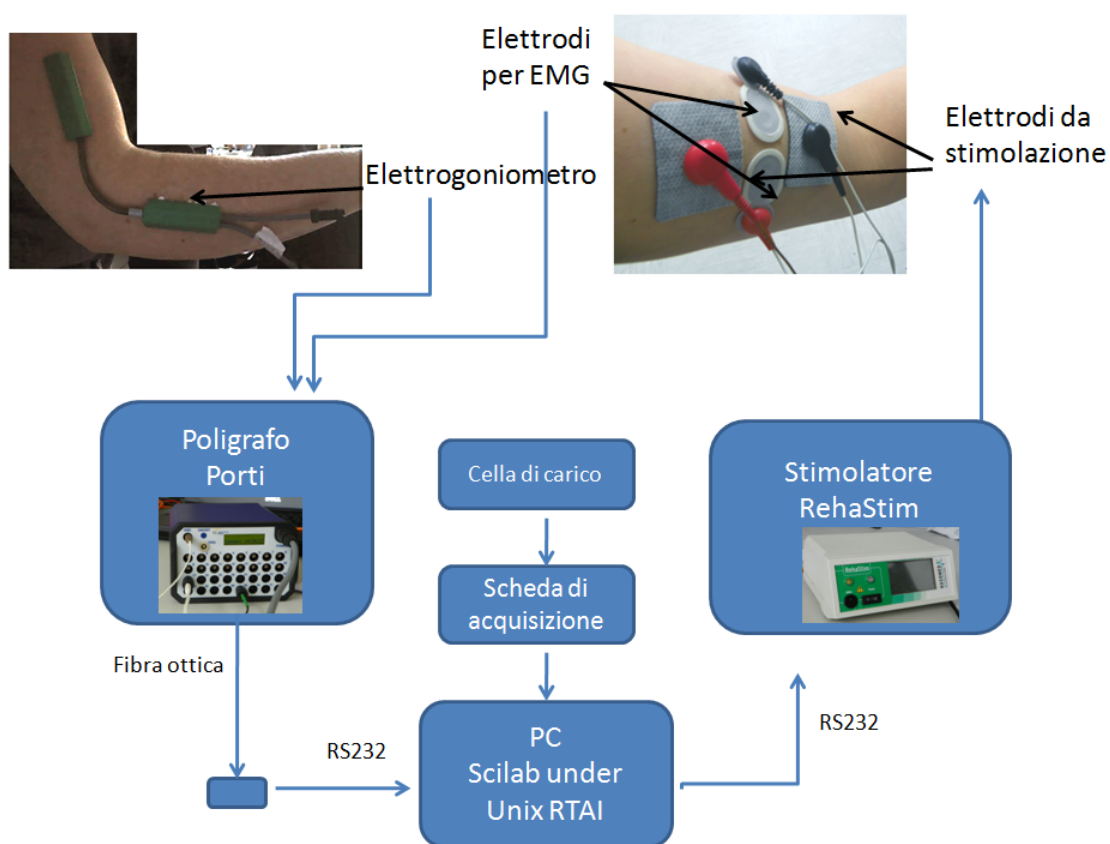 Elettrodi
per EMG
Elettrodi da
stimolazione
Elettrogoniometro
Poligrafo
Porti
Cella di carico
Stimolatore
RehaStim
RehaStim
Scheda di
acquisizione
Fibra ottica
RS232
RS232
PC
Scilab under
Unix RTAI